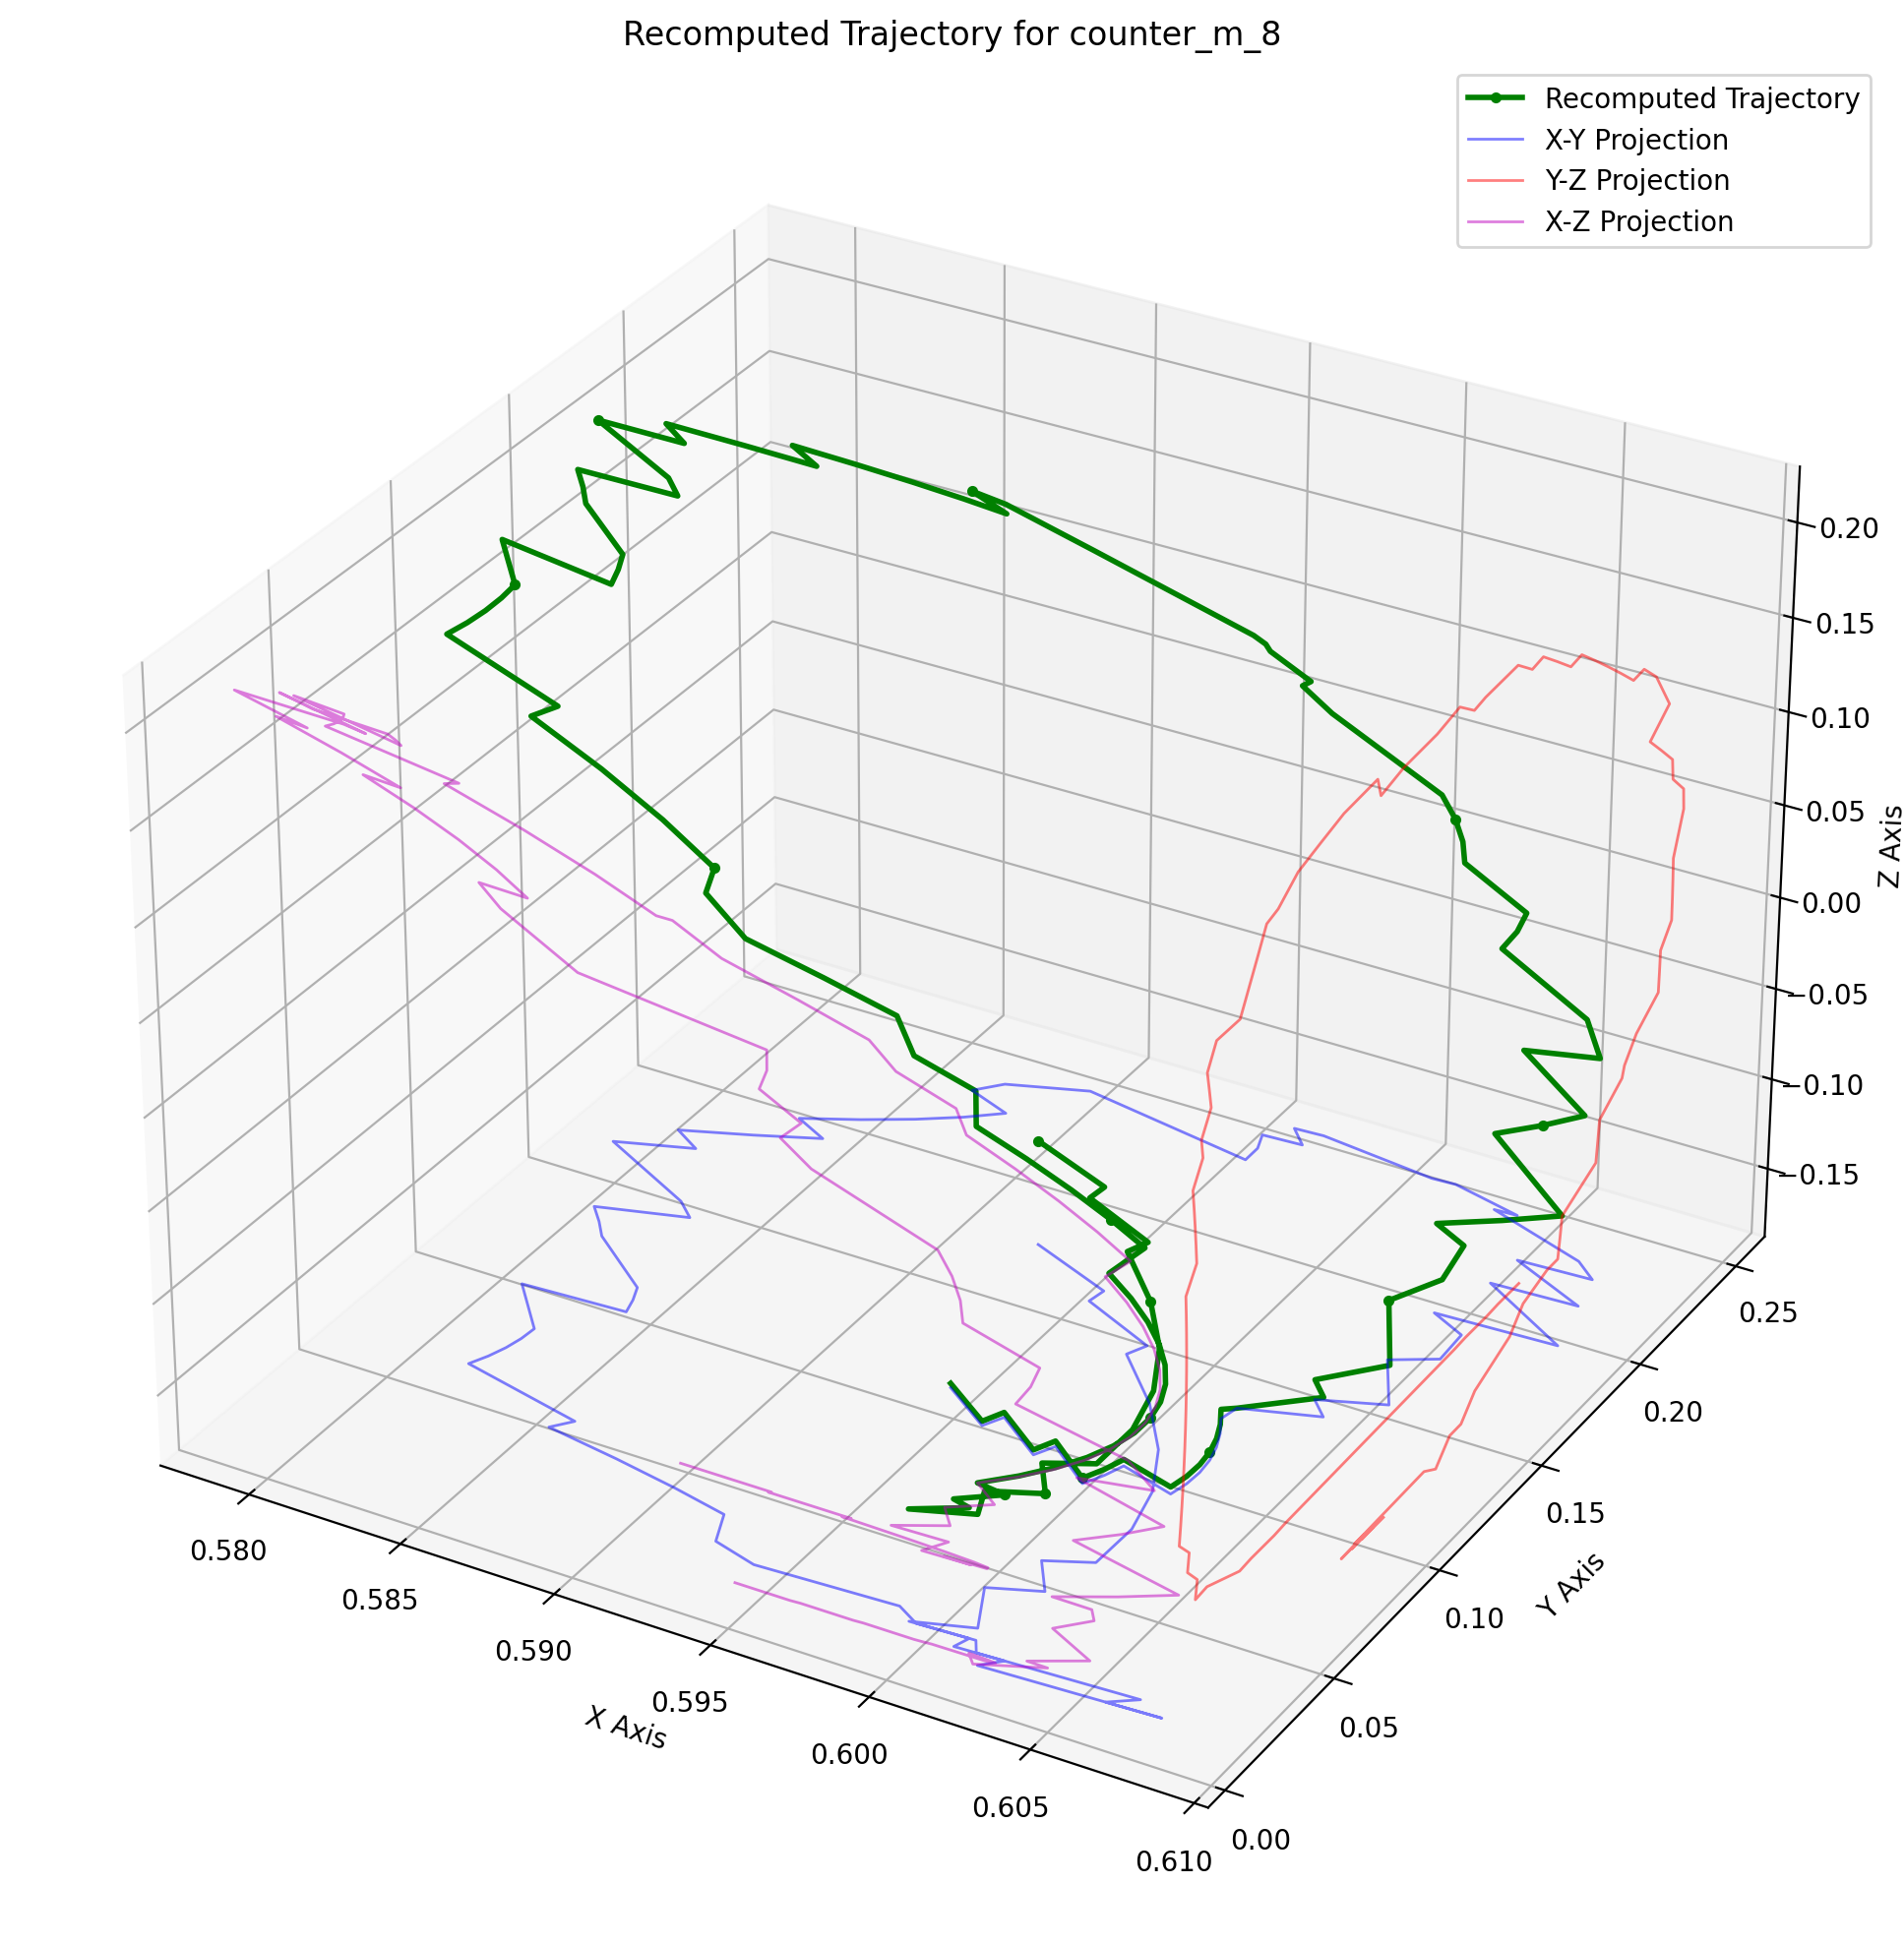 Recomputed Trajectory for counter_m_8
Recomputed Trajectory
X-Y Projection
Y-Z Projection
X-Z Projection
0.20
0.15
0.10
0.05
0.00
−0.05
−0.10
−0.15
Z Axis
0.25
0.20
0.15
0.10
0.05
0.00
Y Axis
0.580
0.585
0.590
0.595
0.600
0.605
0.610
X Axis